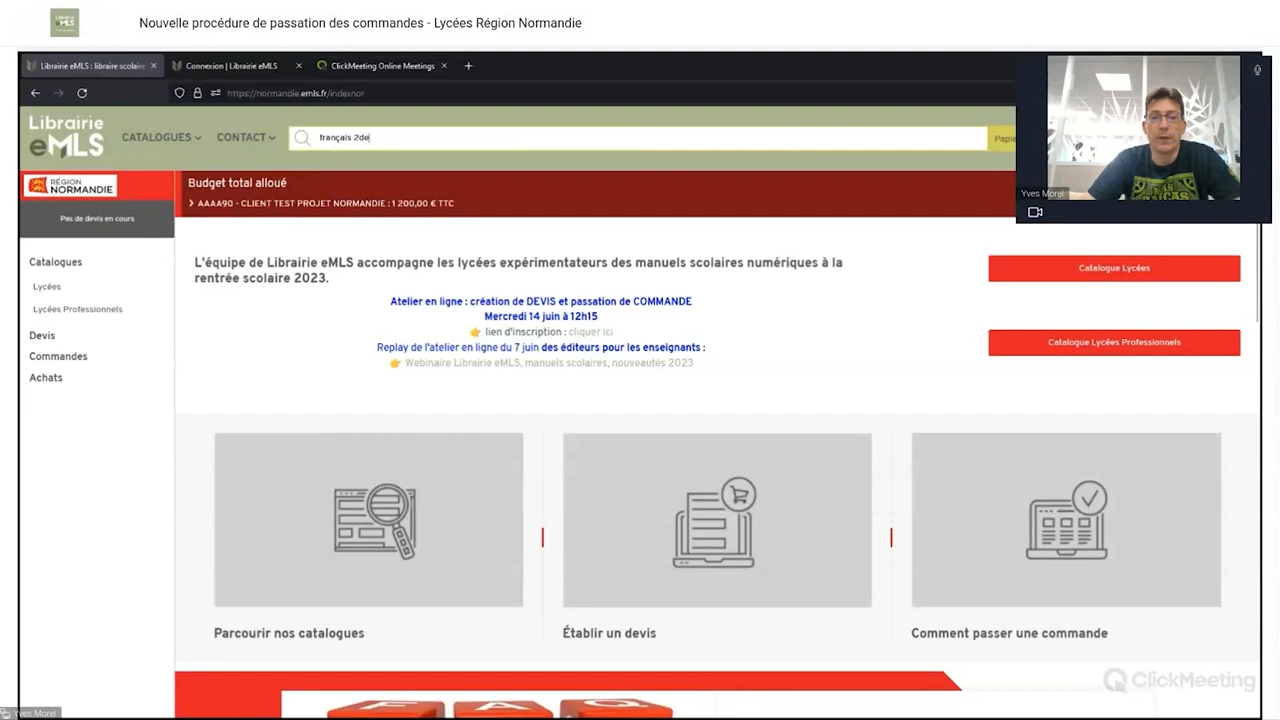 Librairie
eMLS
Nouvelle procédure de passation des commandes - Lycées Région Normandie
Librairie eMLS : libraire scolaire
Connexion | Librairie eMLS
ClickMeeting Online Meetings
https://normandie.emls.fr/indexnor
Librairie
eMLS
CATALOGUES
CONTACT
français 2de
Papie
Yves Morel
RÉGION
NORMANDIE
Pas de devis en cours
Budget total alloué
AAAA90 - CLIENT TEST PROJET NORMANDIE : 1 200,00 € TTC
Catalogues
Lycées
Lycées Professionnels
Devis
Commandes
Achats
L'équipe de Librairie eMLS accompagne les lycées expérimentateurs des manuels scolaires numériques à la
rentrée scolaire 2023.
Atelier en ligne : création de DEVIS et passation de COMMANDE
Mercredi 14 juin à 12h15
👉 lien d'inscription : cliquer ici
Replay de l'atelier en ligne du 7 juin des éditeurs pour les enseignants :
👉 Webinaire Librairie eMLS, manuels scolaires, nouveautés 2023
Catalogue Lycées
Catalogue Lycées Professionnels
Parcourir nos catalogues
Établir un devis
Comment passer une commande
FAQ
ClickMeeting
Yves Morel